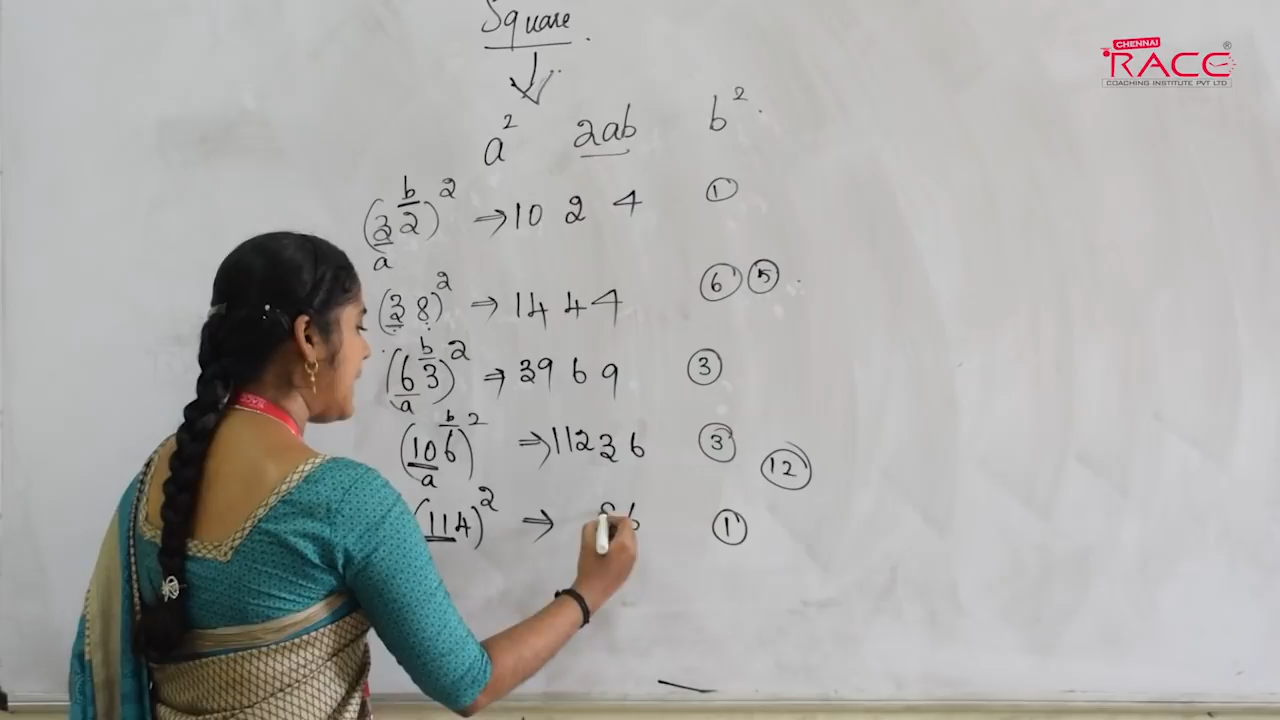 Square
CHENNAI
RACE®
COACHING INSTITUTE PVT LTD
a² 2ab b².
b
(32)² ⇒ 10 2 4 ①
a
(38)² ⇒ 14 4 4 ⑥ ⑤
b
(63)² ⇒ 39 6 9 ③
a
b
(106)² ⇒ 112 3 6 ③ ⑫
a
(114)² ⇒ 6 ①